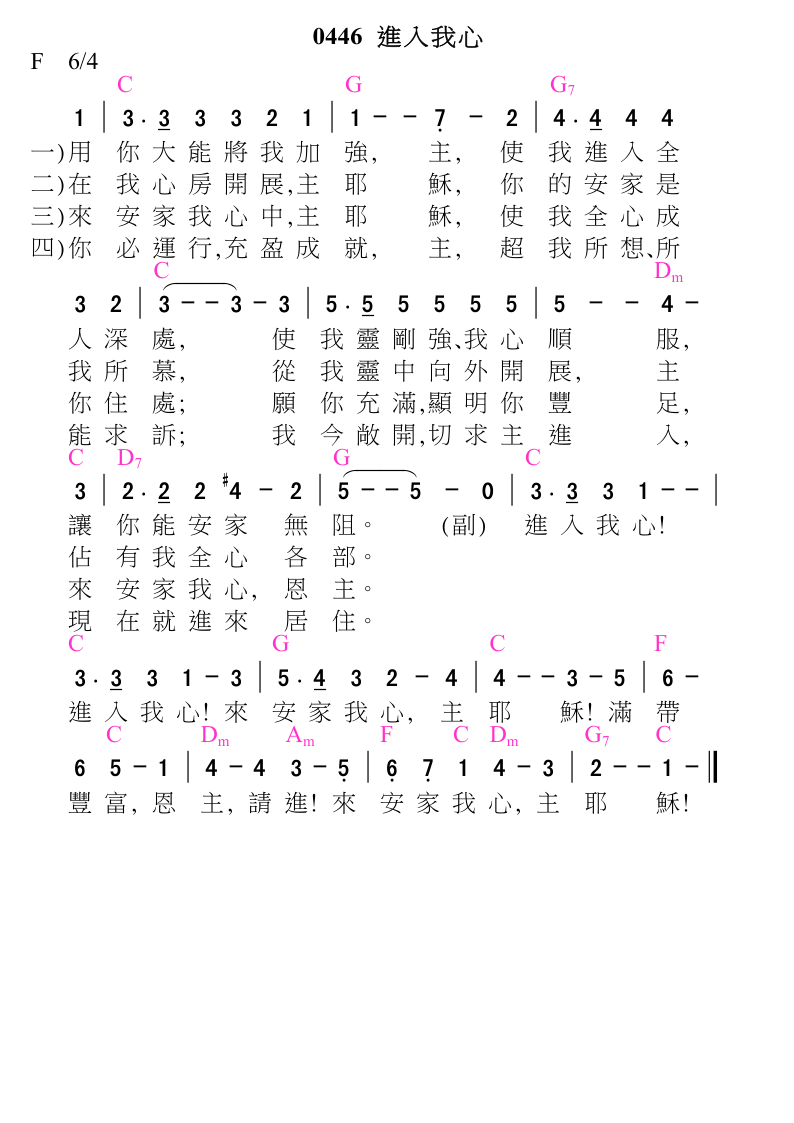 0446 進入我心
F 6/4
C G G7
1 | 3 . 3 3 3 2 1 | 1 - - 7 - 2 | 4 . 4 4 4
一)用 你大能將我加強, 主, 使 我進入全
二)在 我心房開展,主耶 穌, 你 的安家是
三)來 安家我心中,主耶 穌, 使 我全心成
四)你 必運行,充盈成就, 主, 超 我所想、所
C Dm
3 2 | 3 - - 3 - 3 | 5 . 5 5 5 5 5 | 5 - - 4 -
人深處, 使 我靈剛強、我心順 服,
我所慕, 從 我靈中向外開展, 主
你住處; 願 你充滿,顯明你豐 足,
能求訴; 我 今敞開,切求主進 入,
C D7 G C
3 | 2 . 2 2 #4 - 2 | 5 - - 5 - 0 | 3 . 3 3 1 - - |
讓 你能安家 無 阻。 (副) 進入我心!
佔 有我全心 各 部。
來 安家我心, 恩 主。
現 在就進來 居 住。
C G C F
3 . 3 3 1 - 3 | 5 . 4 3 2 - 4 | 4 - - 3 - 5 | 6 -
進入我心! 來 安家我心, 主 耶 穌! 滿 帶
C Dm Am F C Dm G7 C
6 5 - 1 | 4 - 4 3 - 5 | 6 7 1 4 - 3 | 2 - - 1 - ||
豐富, 恩 主, 請進! 來 安家我心, 主 耶 穌!